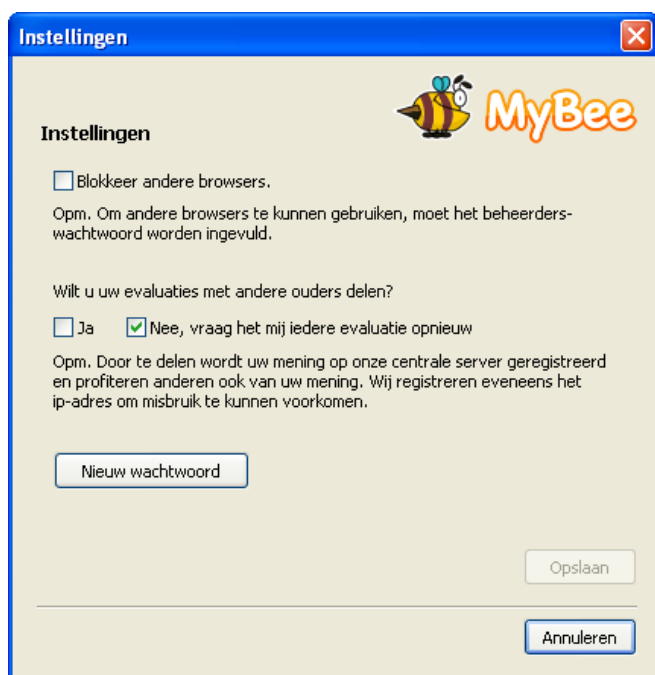 Instellingen
MyBee
Instellingen
Blokkeer andere browsers.
Opm. Om andere browsers te kunnen gebruiken, moet het beheerders-
wachtwoord worden ingevuld.
Wilt u uw evaluaties met andere ouders delen?
Ja Nee, vraag het mij iedere evaluatie opnieuw
Opm. Door te delen wordt uw mening op onze centrale server geregistreerd
en profiteren anderen ook van uw mening. Wij registreren eveneens het
ip-adres om misbruik te kunnen voorkomen.
Nieuw wachtwoord
Opslaan
Annuleren